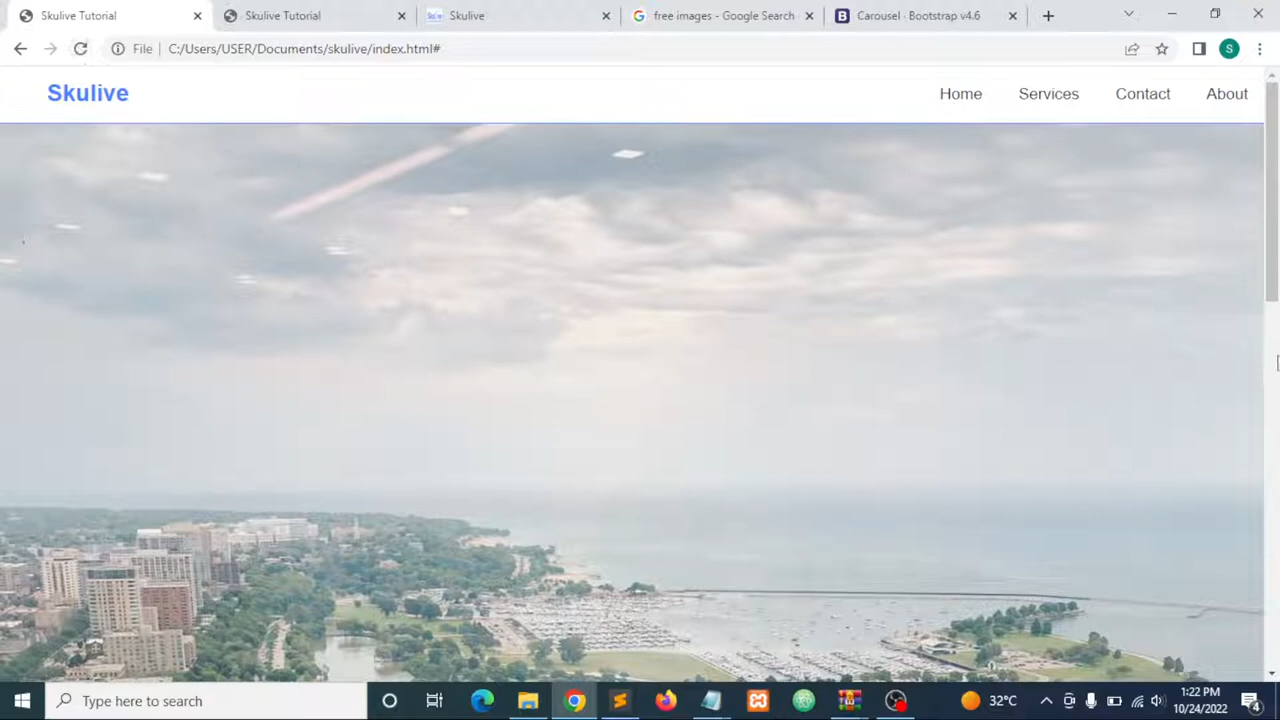 Skulive Tutorial
Skulive Tutorial
Skulive
free images - Google Search
B
Carousel · Bootstrap v4.6
File
C:/Users/USER/Documents/skulive/index.html#
S
Skulive
Home
Services
Contact
About
Type here to search
32°C
1:22 PM
10/24/2022
4